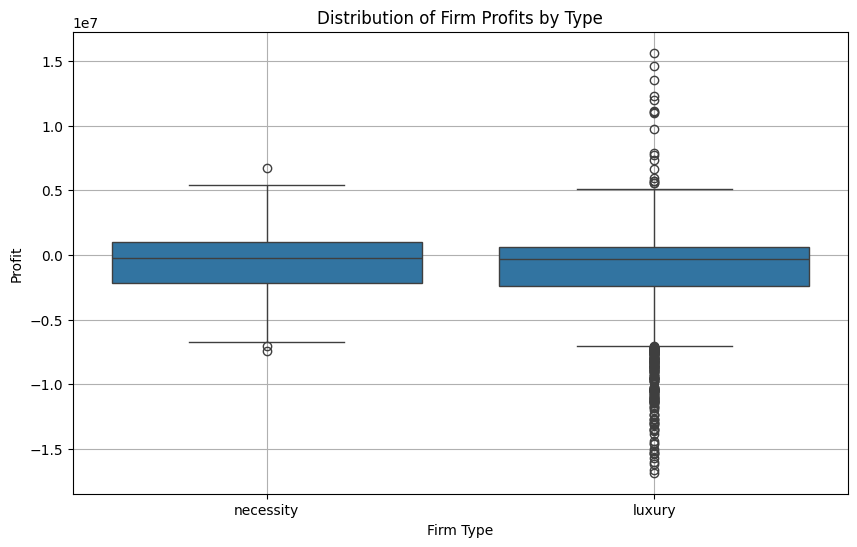 Distribution of Firm Profits by Type
1e7
1.5
1.0
0.5
0.0
−0.5
−1.0
−1.5
Profit
necessity
luxury
Firm Type